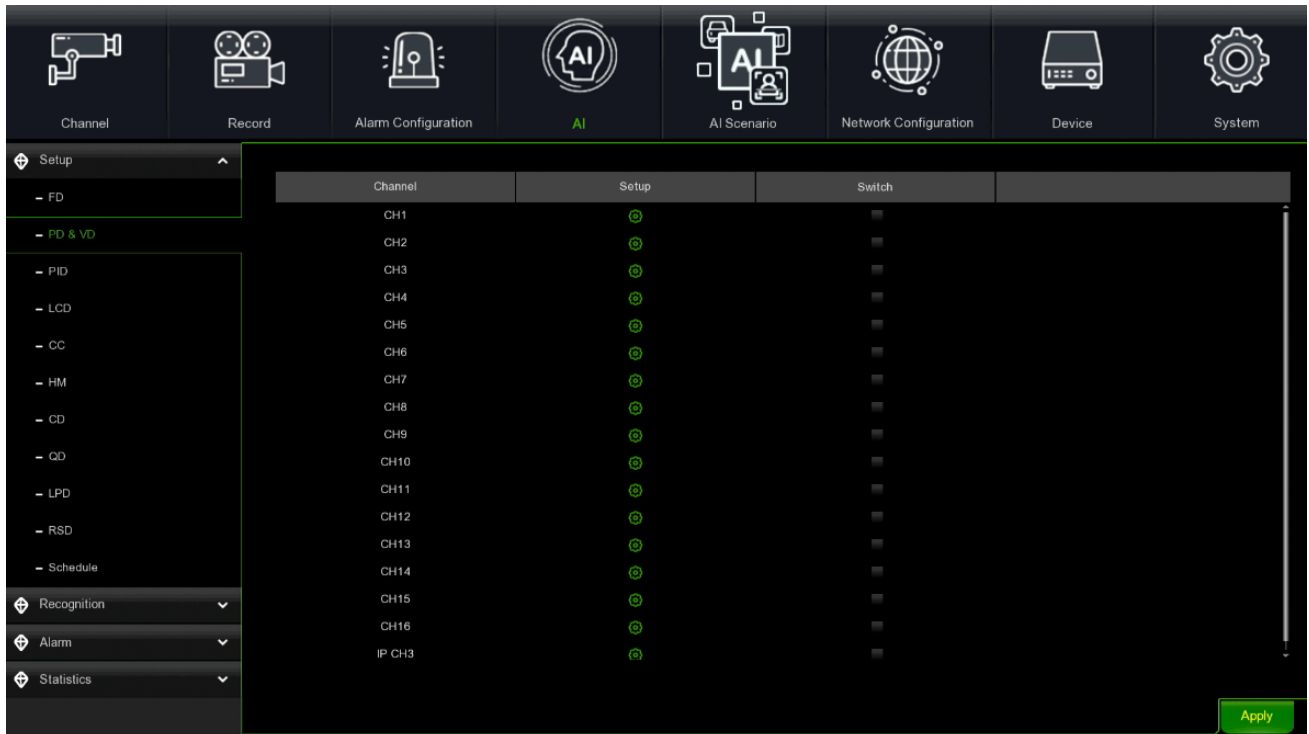 AI
AI
Channel Record Alarm Configuration AI AI Scenario Network Configuration Device System
Setup
FD
PD & VD
PID
LCD
CC
HM
CD
QD
LPD
RSD
Schedule
Recognition
Alarm
Statistics
Channel Setup Switch
CH1
CH2
CH3
CH4
CH5
CH6
CH7
CH8
CH9
CH10
CH11
CH12
CH13
CH14
CH15
CH16
IP CH3
Apply